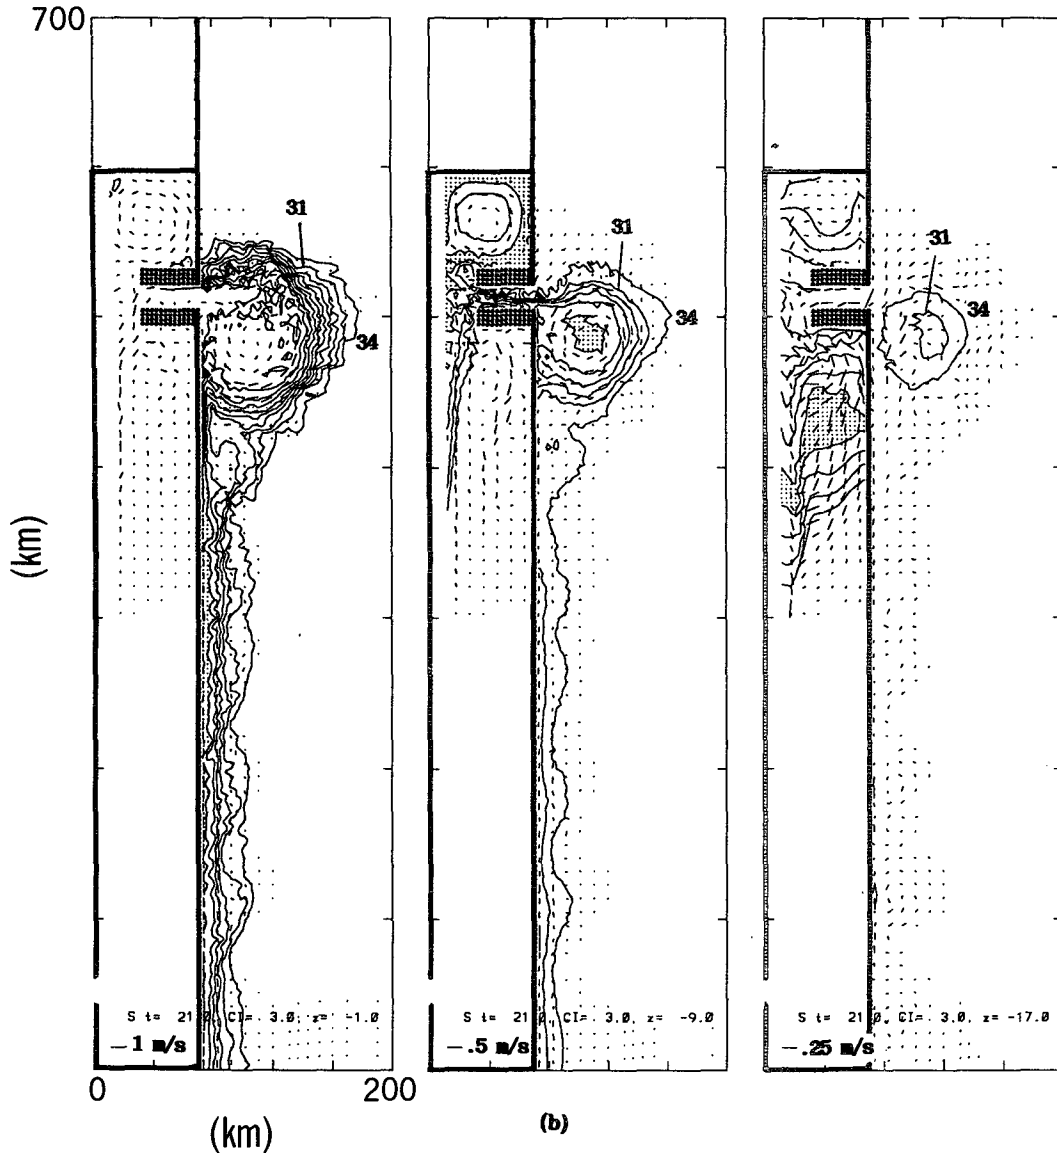 700
31
34
31
34
31
34
(km)
S t= 21.0, CI= 3.0, z= -1.0
S t= 21.0, CI= 3.0, z= -9.0
S t= 21.0, CI= 3.0, z= -17.0
— 1 m/s
— .5 m/s
— .25 m/s
0
200
(km)
(b)